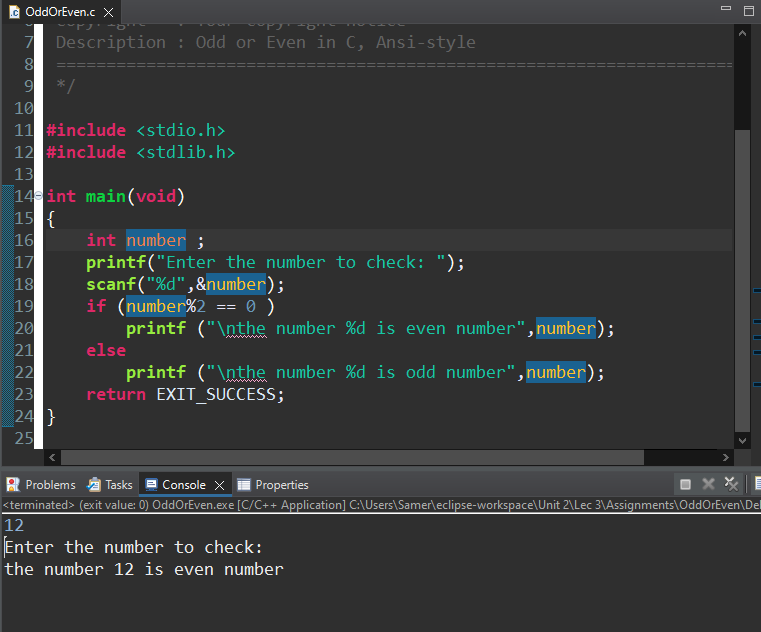 OddOrEven.c
7 Description : Odd or Even in C, Ansi-style
8 ====================================================================
9 */
10
11 #include <stdio.h>
12 #include <stdlib.h>
13
14 int main(void)
15 {
16 int number ;
17 printf("Enter the number to check: ");
18 scanf("%d",&number);
19 if (number%2 == 0 )
20 printf ("\nthe number %d is even number",number);
21 else
22 printf ("\nthe number %d is odd number",number);
23 return EXIT_SUCCESS;
24 }
25
Problems Tasks Console Properties
<terminated> (exit value: 0) OddOrEven.exe [C/C++ Application] C:\Users\Samer\eclipse-workspace\Unit 2\Lec 3\Assignments\OddOrEven\De
12
Enter the number to check:
the number 12 is even number